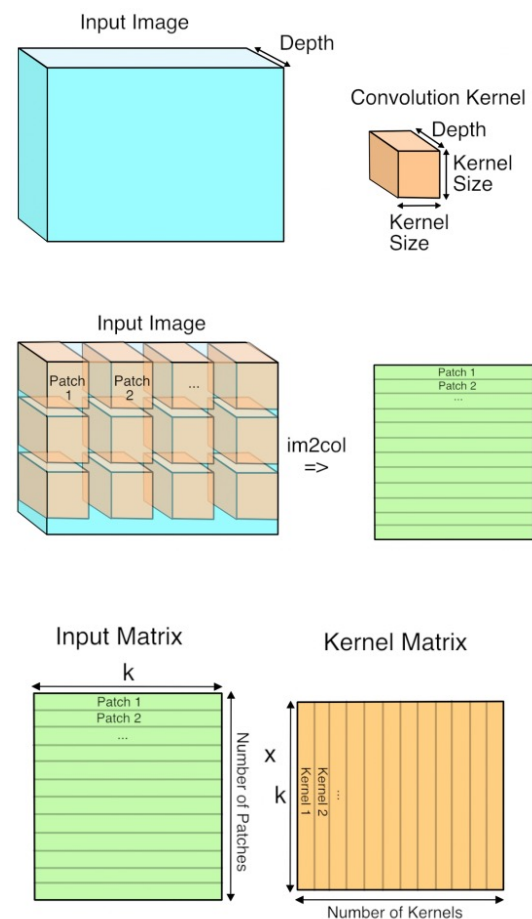 Input Image
Depth
Convolution Kernel
Depth
Kernel
Size
Kernel
Size
Input Image
Patch
1
Patch
2
...
im2col
=>
Patch 1
Patch 2
...
Input Matrix
Kernel Matrix
k
Patch 1
Patch 2
...
Number of Patches
x
k
Kernel 1
Kernel 2
...
Number of Kernels